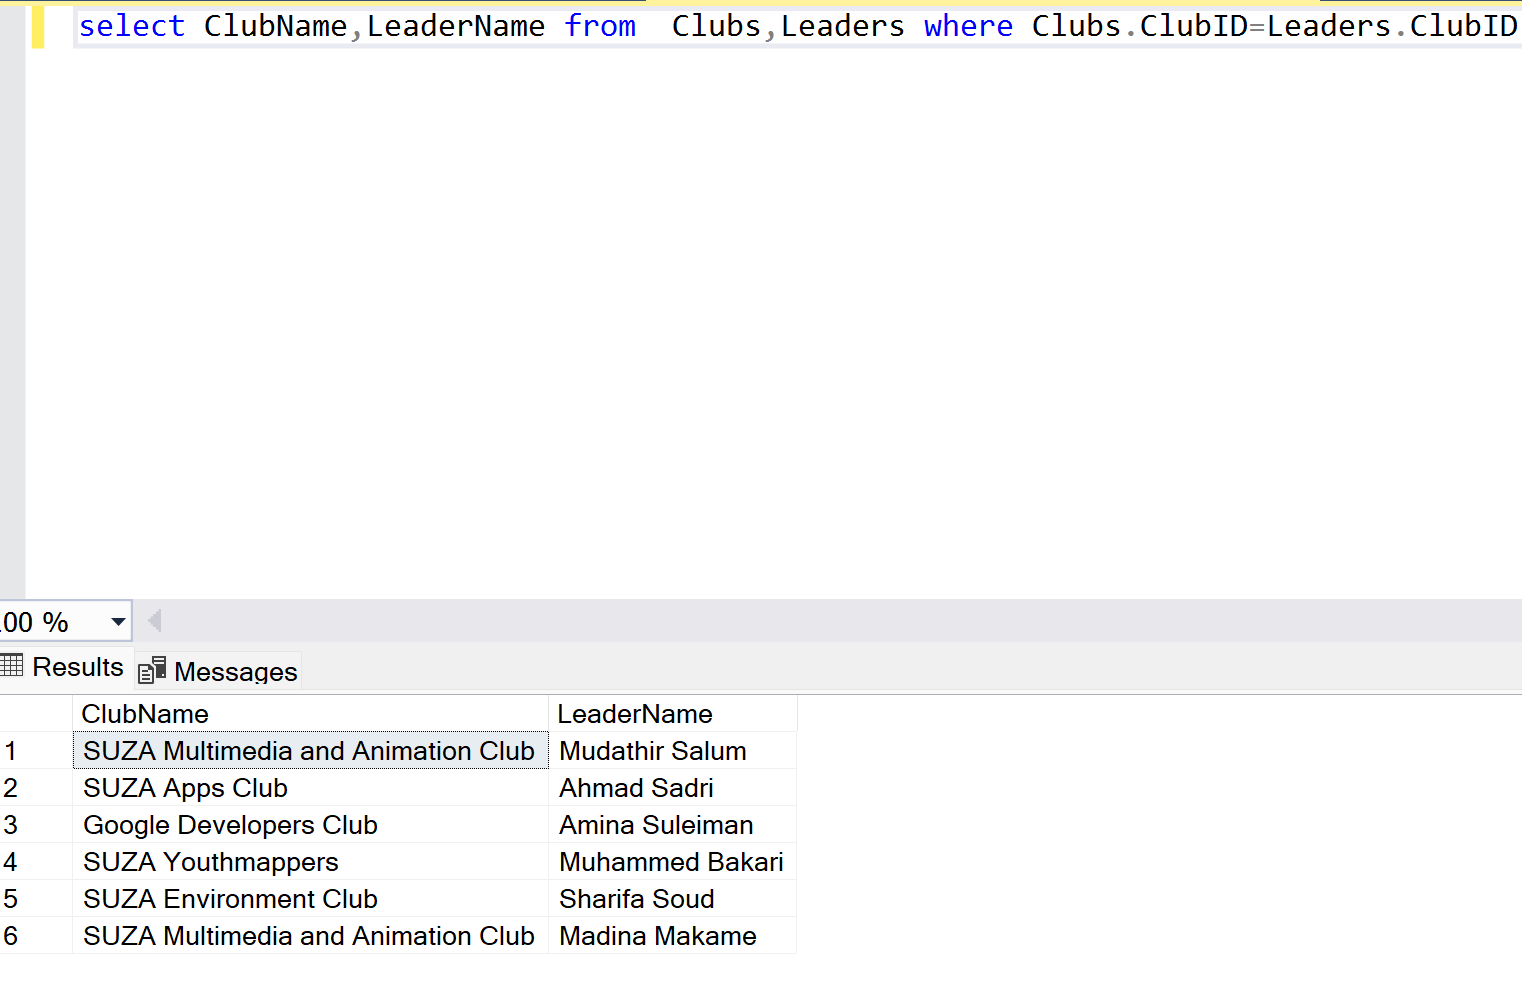 select ClubName,LeaderName from  Clubs,Leaders where Clubs.ClubID=Leaders.ClubID
00 %
Results Messages
ClubName LeaderName
1 SUZA Multimedia and Animation Club Mudathir Salum
2 SUZA Apps Club Ahmad Sadri
3 Google Developers Club Amina Suleiman
4 SUZA Youthmappers Muhammed Bakari
5 SUZA Environment Club Sharifa Soud
6 SUZA Multimedia and Animation Club Madina Makame